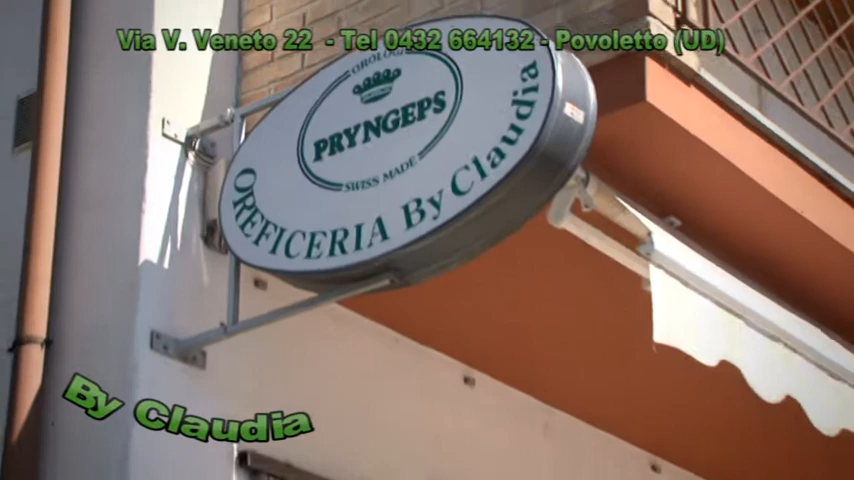 Via V. Veneto 22 - Tel 0432 664132 - Povoletto (UD)
OROLOGI
PRYNGEPS
SWISS MADE
OREFICERIA By Claudia
By Claudia